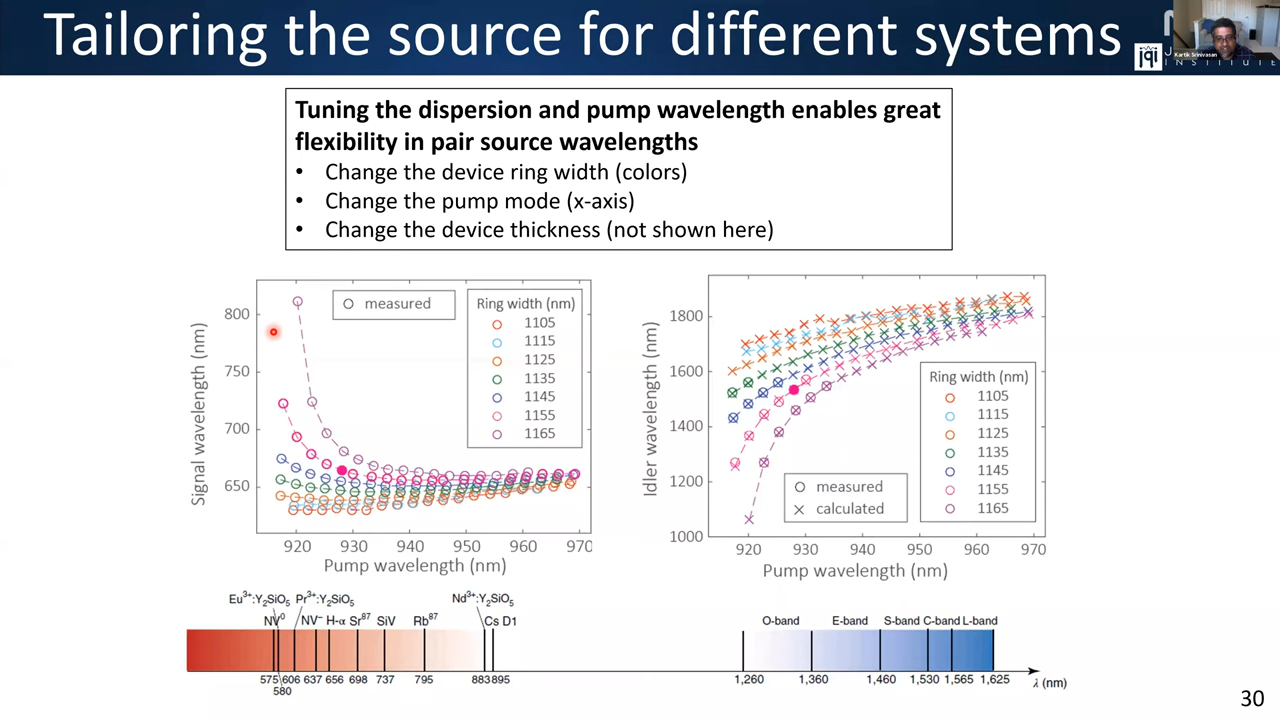 Tailoring the source for different systems
jqi
Kartik Srinivasan
INSTITUTE
Tuning the dispersion and pump wavelength enables great
flexibility in pair source wavelengths
• Change the device ring width (colors)
• Change the pump mode (x-axis)
• Change the device thickness (not shown here)
Signal wavelength (nm)
800
750
700
650
measured
Ring width (nm)
1105
1115
1125
1135
1145
1155
1165
920 930 940 950 960 970
Pump wavelength (nm)
Idler wavelength (nm)
1800
1600
1400
1200
1000
Ring width (nm)
1105
1115
1125
1135
1145
1155
1165
measured
calculated
920 930 940 950 960 970
Pump wavelength (nm)
Eu³⁺:Y₂SiO₅ Pr³⁺:Y₂SiO₅ Nd³⁺:Y₂SiO₅
NV⁰ NV⁻ H-α Sr⁸⁷ SiV Rb⁸⁷ Cs D1
O-band E-band S-band C-band L-band
575 606 637 656 698 737 795 883 895 1,260 1,360 1,460 1,530 1,565 1,625 λ (nm)
580
30